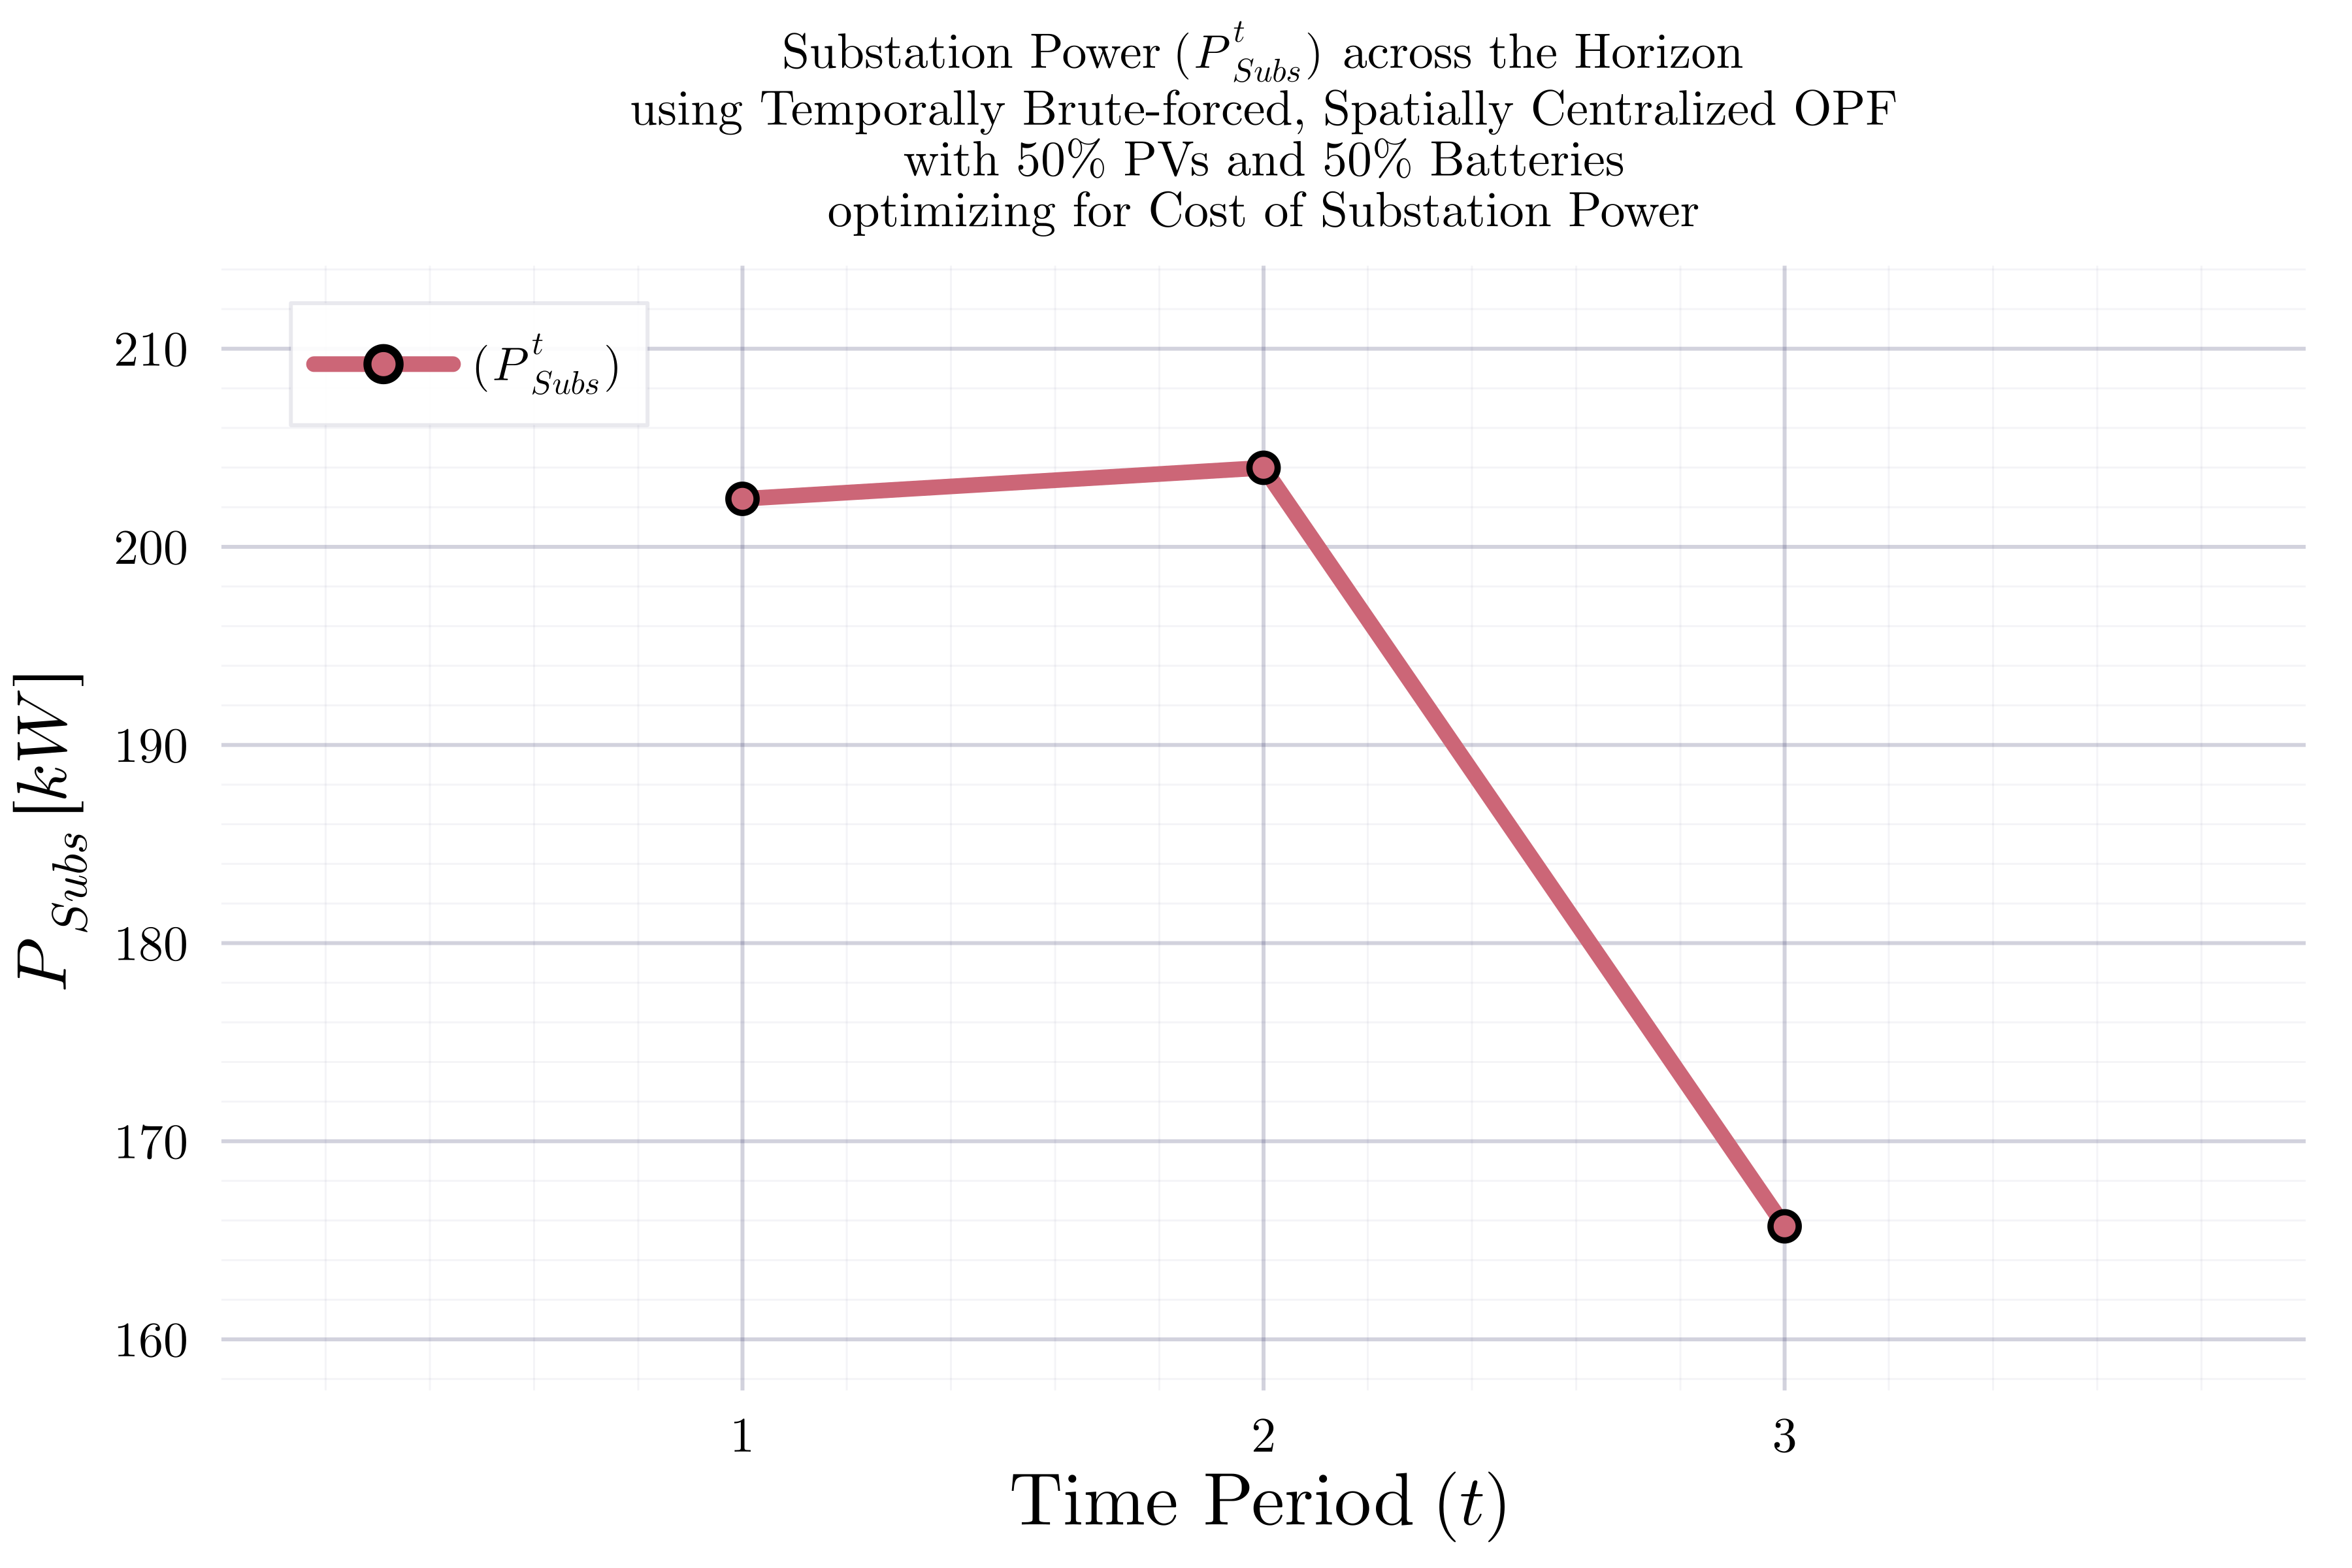 Substation Power (P^t_Subs) across the Horizon
using Temporally Brute-forced, Spatially Centralized OPF
with 50% PVs and 50% Batteries
optimizing for Cost of Substation Power
(P^t_Subs)
210
200
190
180
170
160
P_Subs [kW]
1 2 3
Time Period (t)